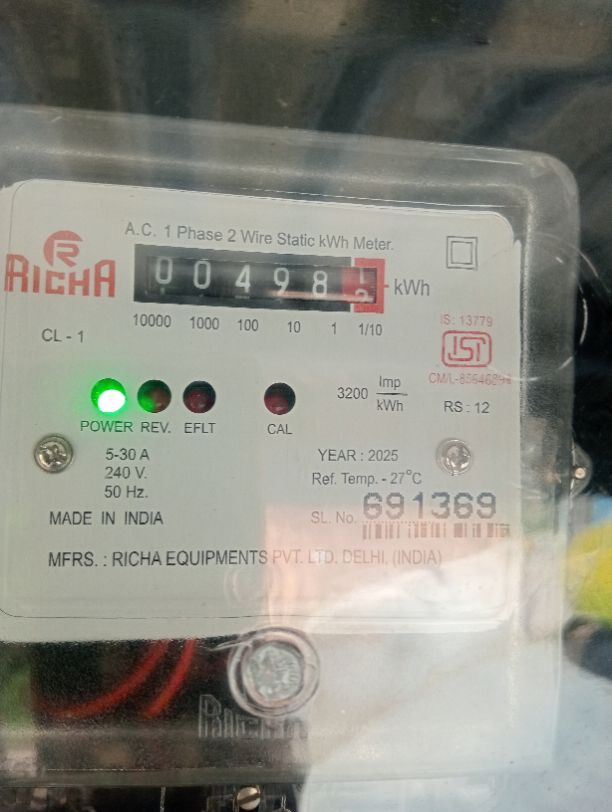 A.C. 1 Phase 2 Wire Static kWh Meter.
RICHA
0 0 4 9 8 kWh
10000 1000 100 10 1 1/10
CL - 1
IS: 13779
ISI
CM/L-
3200 Imp/kWh
RS : 12
POWER REV. EFLT CAL
5-30 A
240 V.
50 Hz.
YEAR : 2025
Ref. Temp. - 27°C
MADE IN INDIA
SL. No. 691369
MFRS. : RICHA EQUIPMENTS PVT. LTD. DELHI. (INDIA)
RICHA